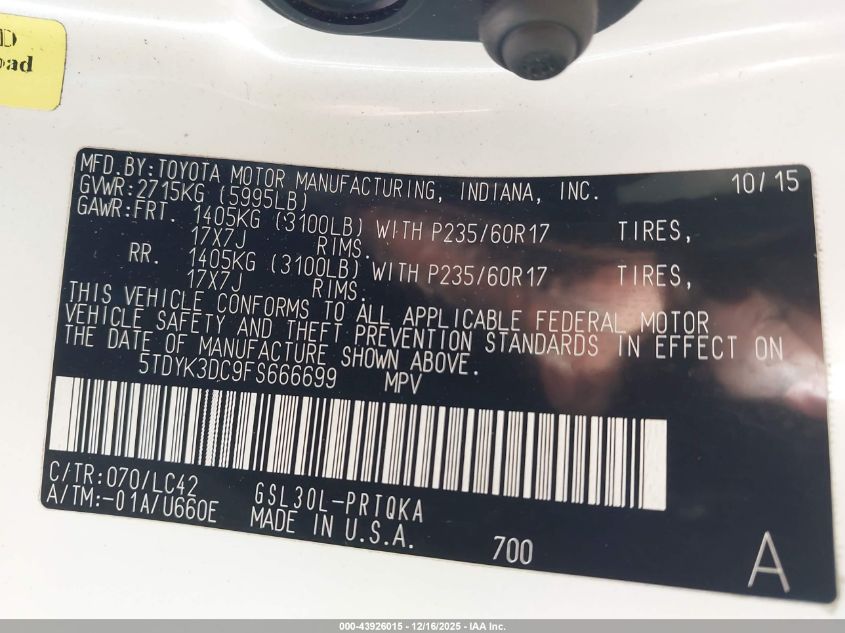 D
oad
MFD.BY:TOYOTA MOTOR MANUFACTURING, INDIANA, INC. 10/15
GVWR:2715KG (5995LB)
GAWR:FRT. 1405KG (3100LB) WITH P235/60R17 TIRES,
17X7J RIMS.
RR. 1405KG (3100LB) WITH P235/60R17 TIRES,
17X7J RIMS.
THIS VEHICLE CONFORMS TO ALL APPLICABLE FEDERAL MOTOR
VEHICLE SAFETY AND THEFT PREVENTION STANDARDS IN EFFECT ON
THE DATE OF MANUFACTURE SHOWN ABOVE.
5TDYK3DC9FS666699 MPV
C/TR:070/LC42 GSL30L-PRTQKA
A/TM:-01A/U660E MADE IN U.S.A. 700 A
000-43926015 - 12/16/2025 - IAA Inc.